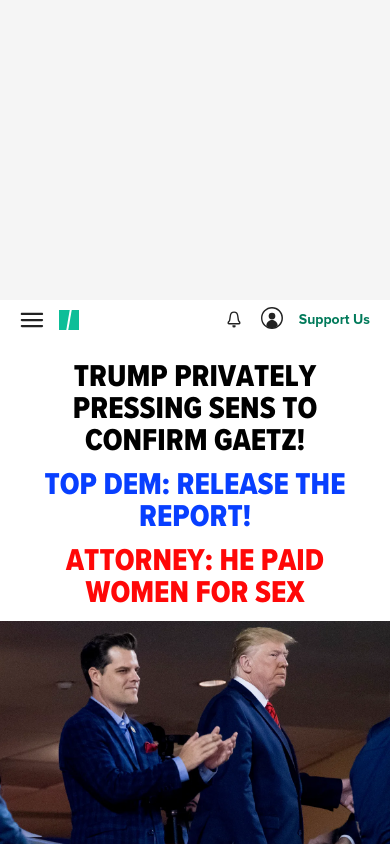 Support Us
TRUMP PRIVATELY
PRESSING SENS TO
CONFIRM GAETZ!
TOP DEM: RELEASE THE
REPORT!
ATTORNEY: HE PAID
WOMEN FOR SEX